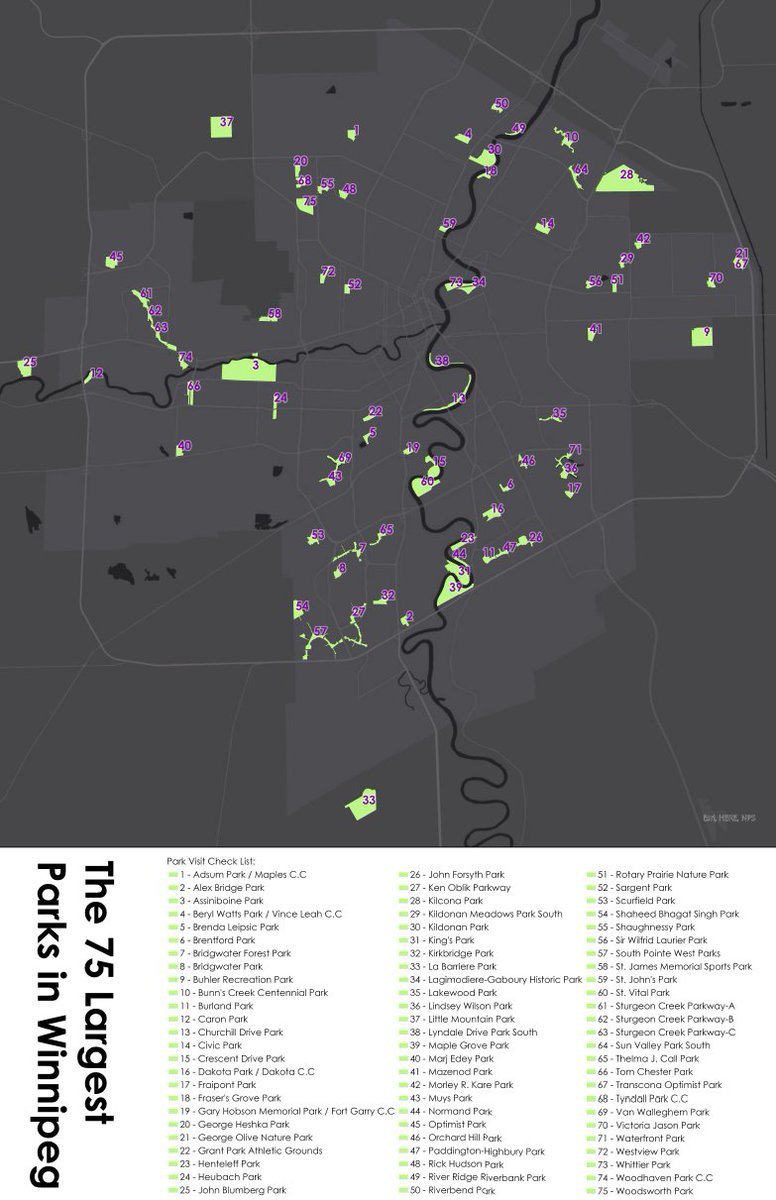 50
37
1
4
49
10
30
20
18
64
28
68
55
48
75
59
14
42
45
29
21
67
72
52
73
34
56
51
70
61
62
58
63
41
9
74
38
25
3
12
66
24
13
22
35
5
40
19
71
69
15
46
36
43
60
6
17
16
53
65
23
26
7
44
11
47
8
31
39
54
27
32
2
57
33
Esri, HERE, NPS
The 75 Largest
Parks in Winnipeg
Park Visit Check List:
1 - Adsum Park / Maples C.C
2 - Alex Bridge Park
3 - Assiniboine Park
4 - Beryl Watts Park / Vince Leah C.C
5 - Brenda Leipsic Park
6 - Brentford Park
7 - Bridgwater Forest Park
8 - Bridgwater Park
9 - Buhler Recreation Park
10 - Bunn's Creek Centennial Park
11 - Burland Park
12 - Caron Park
13 - Churchill Drive Park
14 - Civic Park
15 - Crescent Drive Park
16 - Dakota Park / Dakota C.C
17 - Fraipont Park
18 - Fraser's Grove Park
19 - Gary Hobson Memorial Park / Fort Garry C.C
20 - George Heshka Park
21 - George Olive Nature Park
22 - Grant Park Athletic Grounds
23 - Henteleff Park
24 - Heubach Park
25 - John Blumberg Park
26 - John Forsyth Park
27 - Ken Oblik Parkway
28 - Kilcona Park
29 - Kildonan Meadows Park South
30 - Kildonan Park
31 - King's Park
32 - Kirkbridge Park
33 - La Barriere Park
34 - Lagimodiere-Gaboury Historic Park
35 - Lakewood Park
36 - Lindsey Wilson Park
37 - Little Mountain Park
38 - Lyndale Drive Park South
39 - Maple Grove Park
40 - Marj Edey Park
41 - Mazenod Park
42 - Morley R. Kare Park
43 - Muys Park
44 - Normand Park
45 - Optimist Park
46 - Orchard Hill Park
47 - Paddington-Highbury Park
48 - Rick Hudson Park
49 - River Ridge Riverbank Park
50 - Riverbend Park
51 - Rotary Prairie Nature Park
52 - Sargent Park
53 - Scurfield Park
54 - Shaheed Bhagat Singh Park
55 - Shaughnessy Park
56 - Sir Wilfrid Laurier Park
57 - South Pointe West Parks
58 - St. James Memorial Sports Park
59 - St. John's Park
60 - St. Vital Park
61 - Sturgeon Creek Parkway-A
62 - Sturgeon Creek Parkway-B
63 - Sturgeon Creek Parkway-C
64 - Sun Valley Park South
65 - Thelma J. Call Park
66 - Tom Chester Park
67 - Transcona Optimist Park
68 - Tyndall Park C.C
69 - Van Walleghem Park
70 - Victoria Jason Park
71 - Waterfront Park
72 - Westview Park
73 - Whittier Park
74 - Woodhaven Park C.C
75 - Woodsworth Park